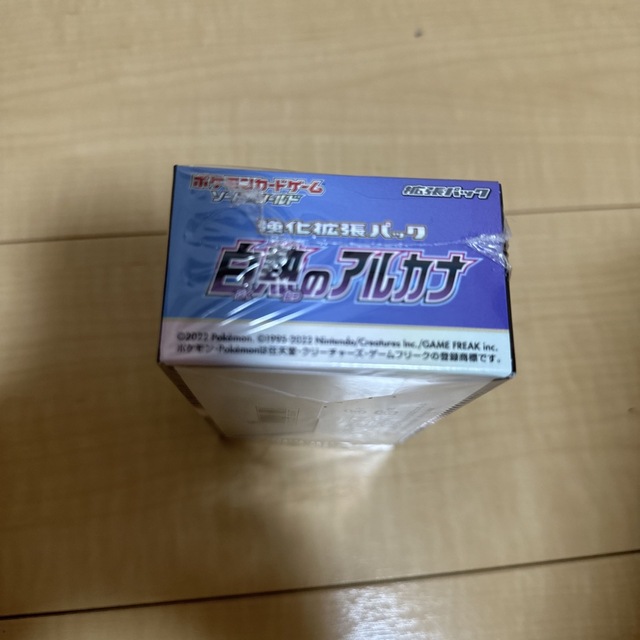 ポケモンカードゲーム
ソード&シールド
拡張パック
強化拡張パック
白熱のアルカナ
©2022 Pokémon. ©1995-2022 Nintendo/Creatures Inc./GAME FREAK inc.
ポケモン・Pokémonは任天堂・クリーチャーズ・ゲームフリークの登録商標です。